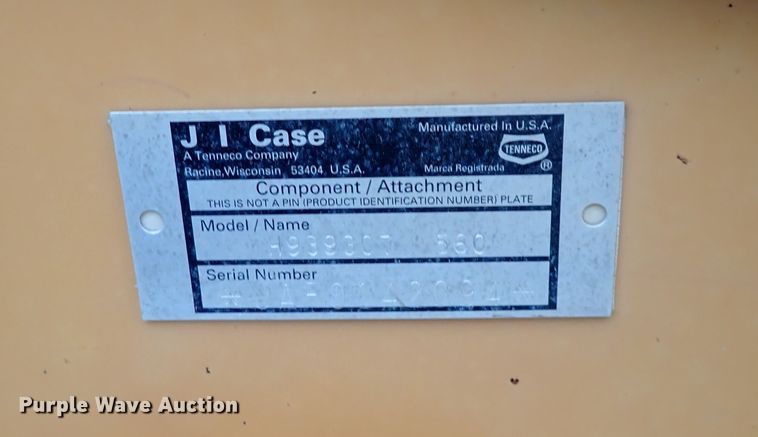 J I Case
A Tenneco Company
Racine, Wisconsin 53404, U.S.A.
Manufactured In U.S.A.
TENNECO
Marca Registrada ®
Component / Attachment
THIS IS NOT A PIN (PRODUCT IDENTIFICATION NUMBER) PLATE
Model / Name
560
Serial Number
Purple Wave Auction